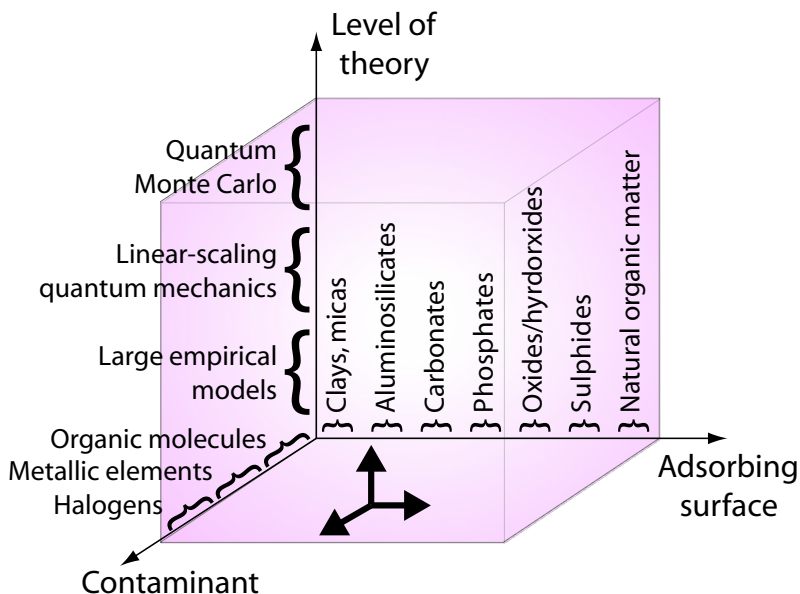 Level of
theory
Quantum
Monte Carlo
Linear-scaling
quantum mechanics
Large empirical
models
Organic molecules
Metallic elements
Halogens
Contaminant
Clays, micas
Aluminosilicates
Carbonates
Phosphates
Oxides/hyrdorxides
Sulphides
Natural organic matter
Adsorbing
surface